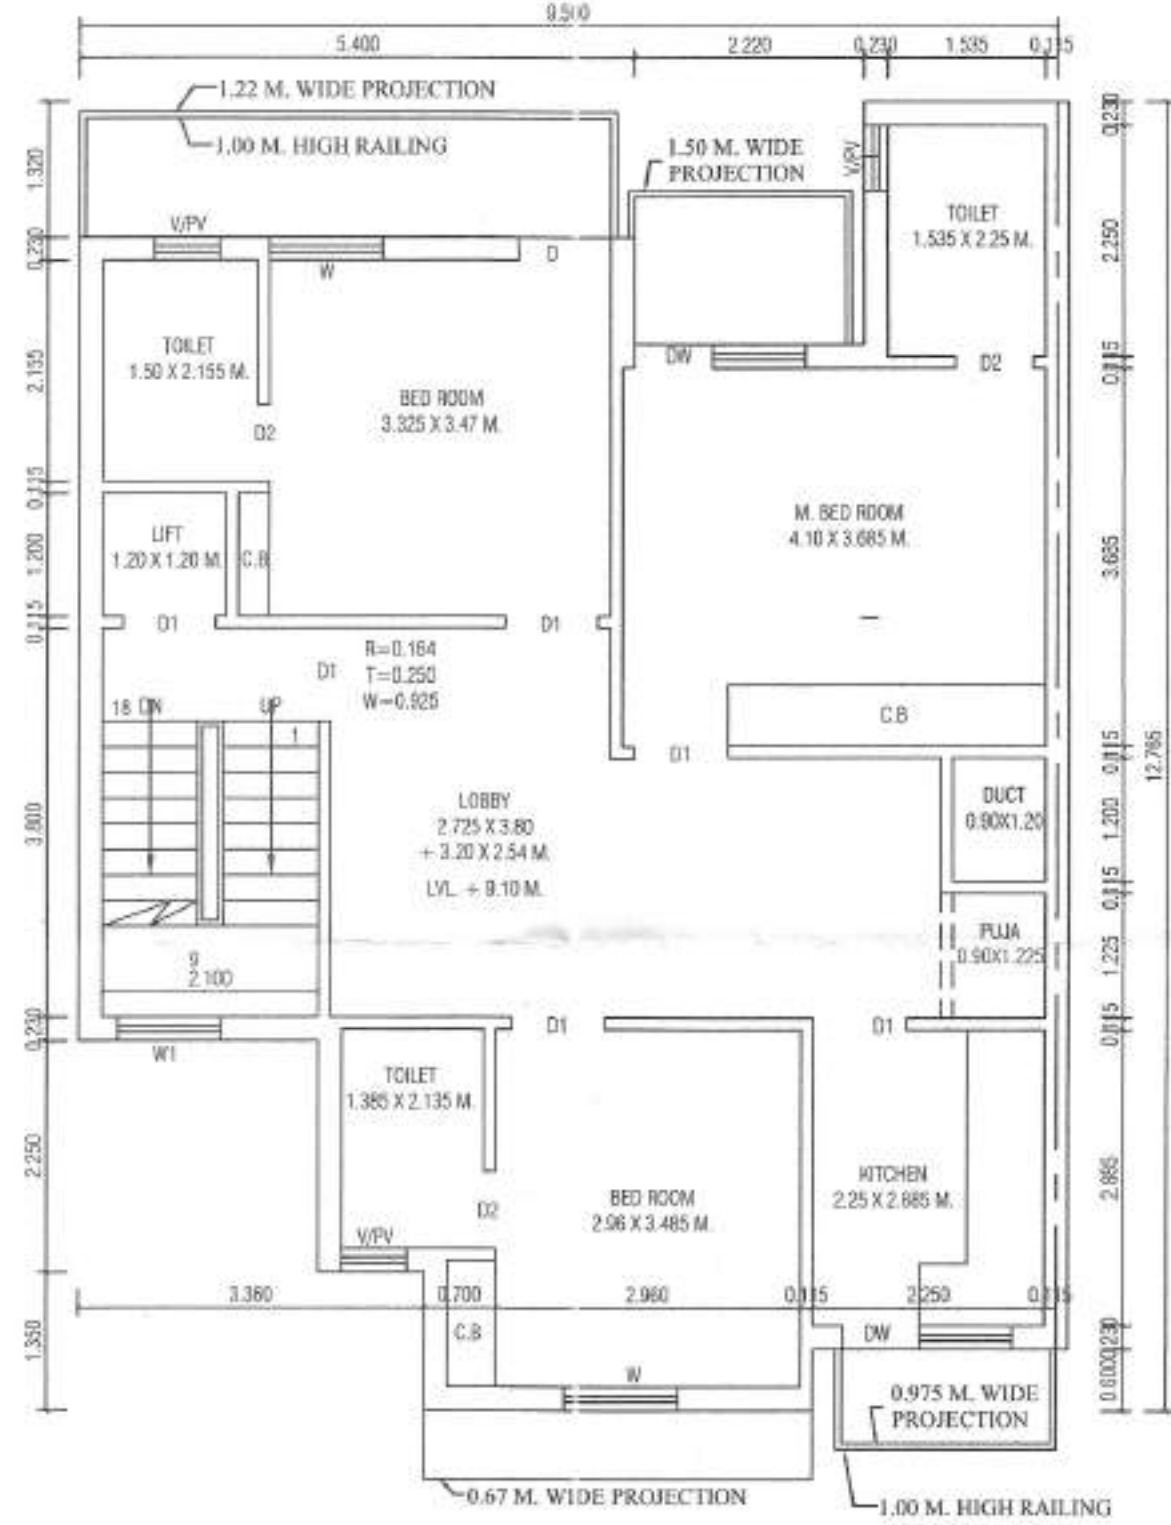 9.500
5.400 2.220 0.230 1.535 0.115
1.22 M. WIDE PROJECTION
1.00 M. HIGH RAILING
1.50 M. WIDE
PROJECTION
V/PV
TOILET
1.535 X 2.25 M.
V/PV
W
D
TOILET
1.50 X 2.155 M.
D2
BED ROOM
3.325 X 3.47 M.
DW
D2
M. BED ROOM
4.10 X 3.685 M.
LIFT
1.20 X 1.20 M.
C.B
D1
D1
D1
R=0.164
T=0.250
W=0.925
C.B
D1
18 DN
UP
1
LOBBY
2.725 X 3.80
+ 3.20 X 2.54 M.
LVL. + 9.10 M.
DUCT
0.90X1.20
PUJA
0.90X1.225
9
2.100
W1
D1
D1
TOILET
1.385 X 2.135 M.
D2
V/PV
BED ROOM
2.96 X 3.485 M.
KITCHEN
2.25 X 2.885 M.
3.360 0.700 2.960 0.115 2.250 0.115
C.B
W
DW
0.975 M. WIDE
PROJECTION
0.67 M. WIDE PROJECTION
1.00 M. HIGH RAILING
1.320
0.230
0.115
1.200
0.115
3.800
0.230
2.250
1.350
0.230
2.250
0.115
3.685
0.115
1.200
0.115
1.225
0.115
2.885
0.230
0.600
12.765